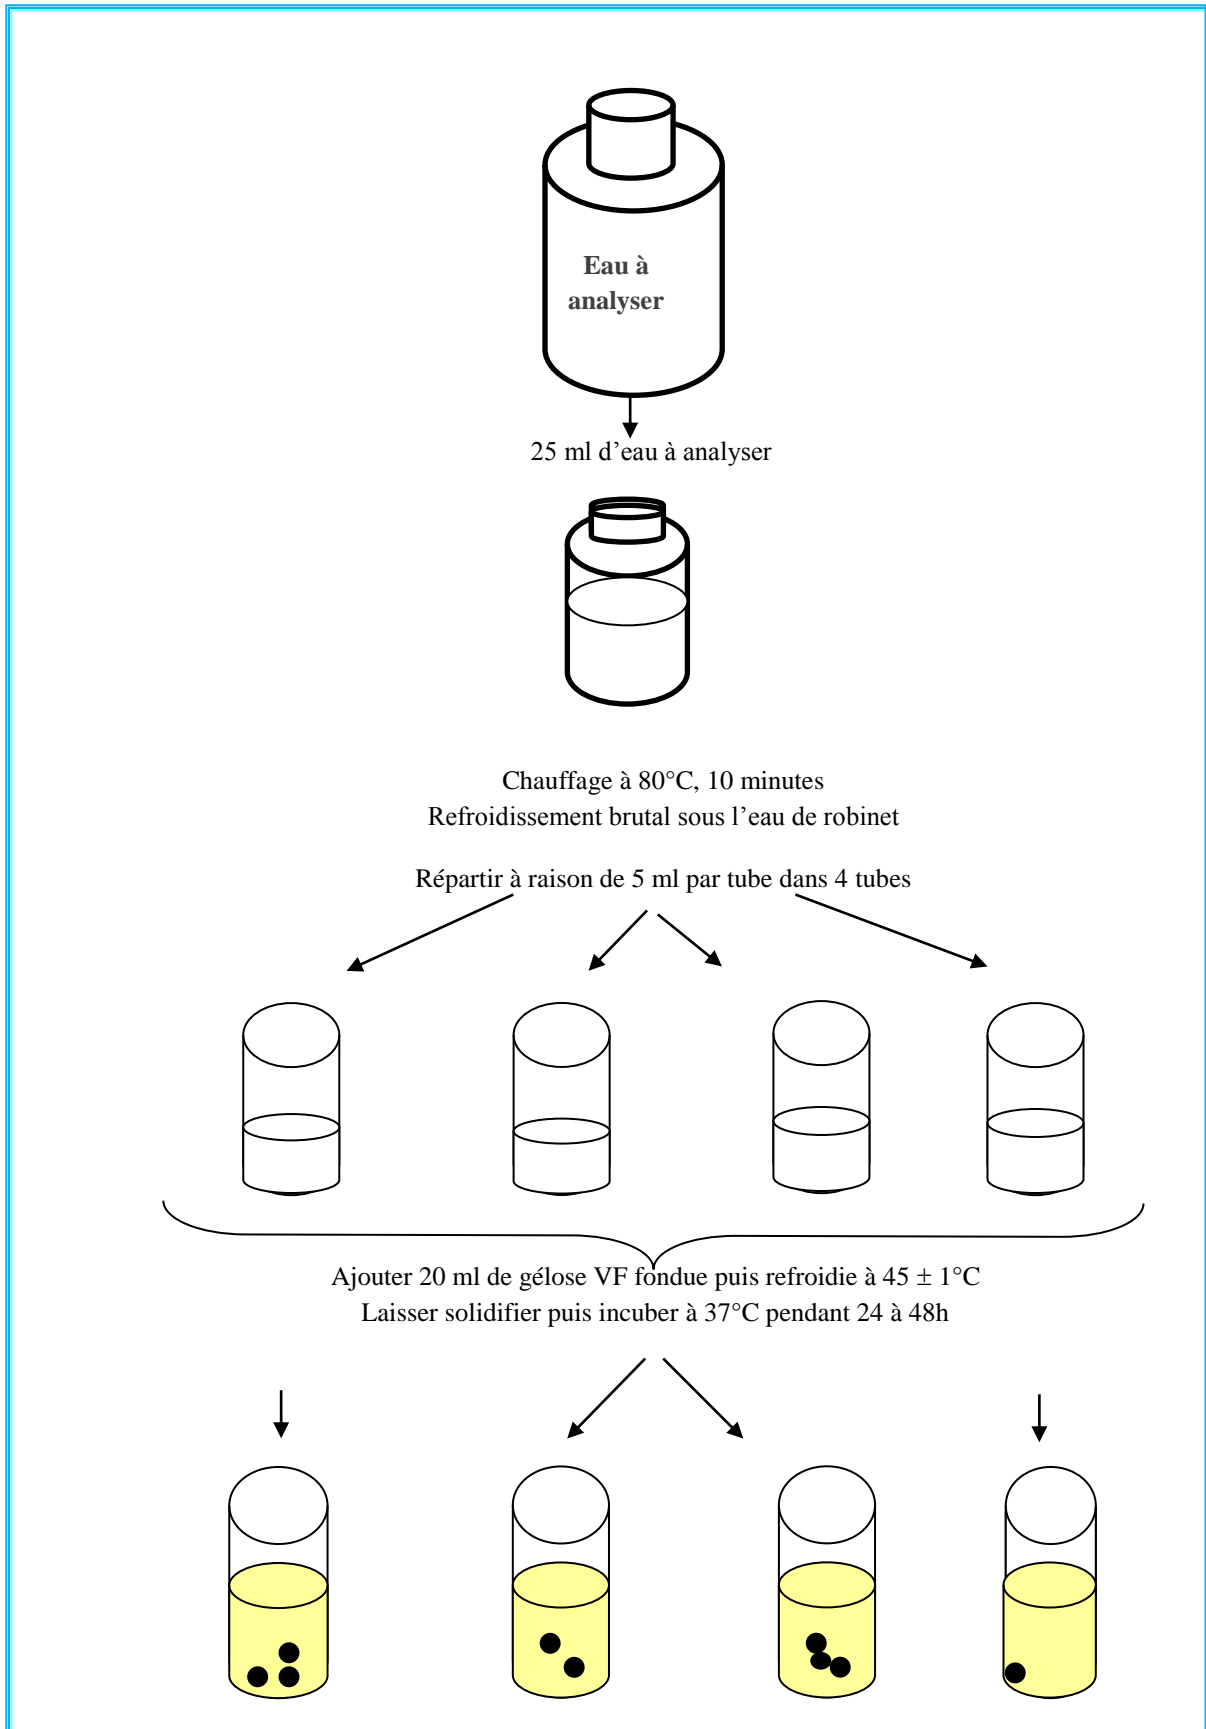 Eau à
analyser
25 ml d’eau à analyser
Chauffage à 80°C, 10 minutes
Refroidissement brutal sous l’eau de robinet
Répartir à raison de 5 ml par tube dans 4 tubes
Ajouter 20 ml de gélose VF fondue puis refroidie à 45 ± 1°C
Laisser solidifier puis incuber à 37°C pendant 24 à 48h